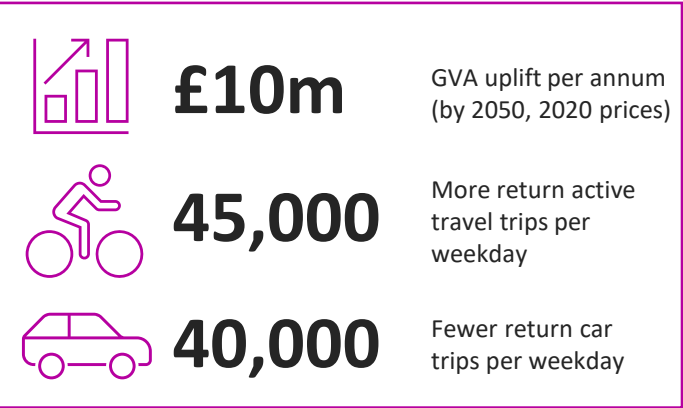 £10m
GVA uplift per annum
(by 2050, 2020 prices)
45,000
More return active
travel trips per
weekday
40,000
Fewer return car
trips per weekday